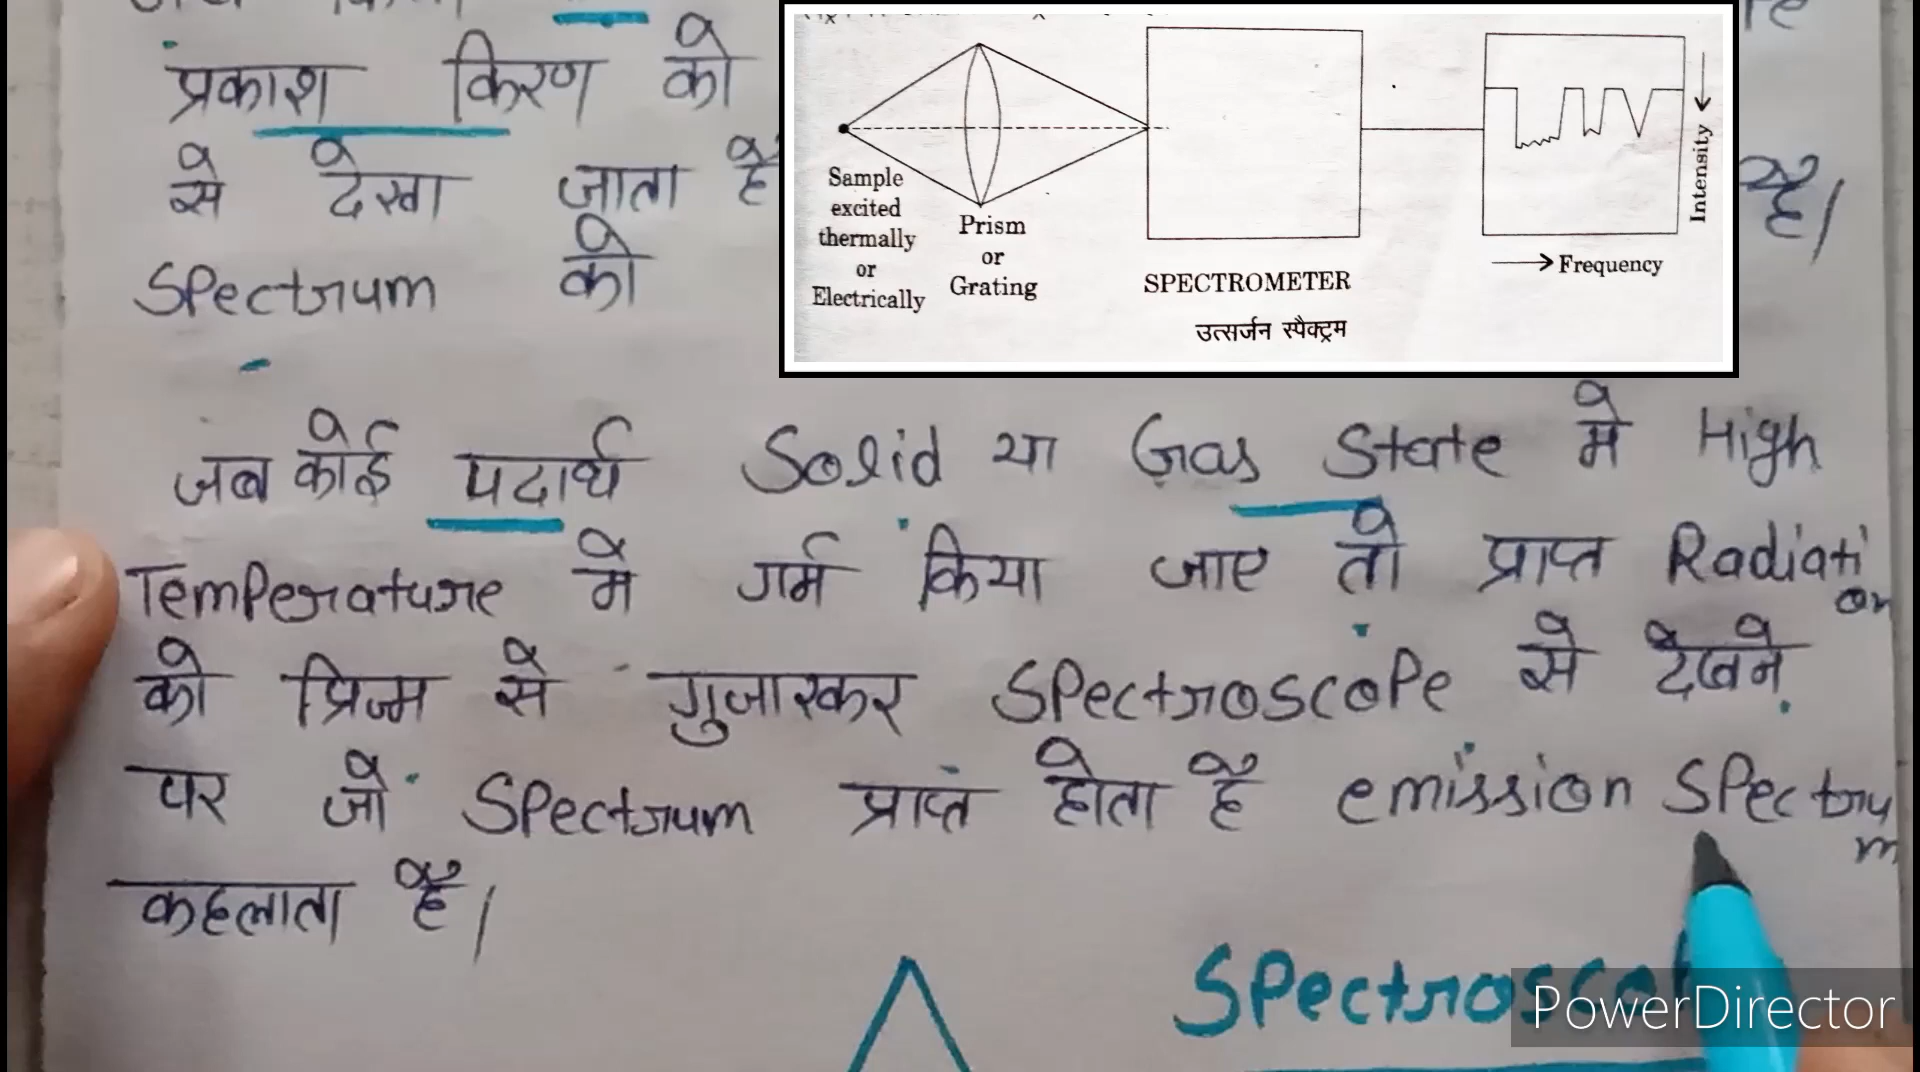 प्रकाश किरण को
से देखा जाता है
Spectrum को
है।
Sample
excited
thermally
or
Electrically
Prism
or
Grating
SPECTROMETER
उत्सर्जन स्पैक्ट्रम
Intensity
Frequency
जब कोई पदार्थ Solid या Gas State मे High
Temperature मे गर्म किया जाए तो प्राप्त Radiation
को प्रिज्म से गुजारकर Spectroscope से देखने
पर जो Spectrum प्राप्त होता है emission Spectrum
कहलाता है।
PowerDirector